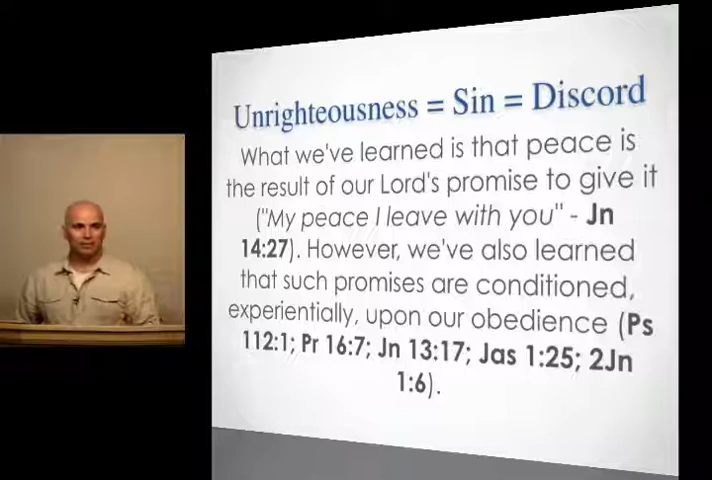 Unrighteousness = Sin = Discord
What we've learned is that peace is
the result of our Lord's promise to give it
("My peace I leave with you" - Jn
14:27). However, we've also learned
that such promises are conditioned,
experientially, upon our obedience (Ps
112:1; Pr 16:7; Jn 13:17; Jas 1:25; 2Jn
1:6).